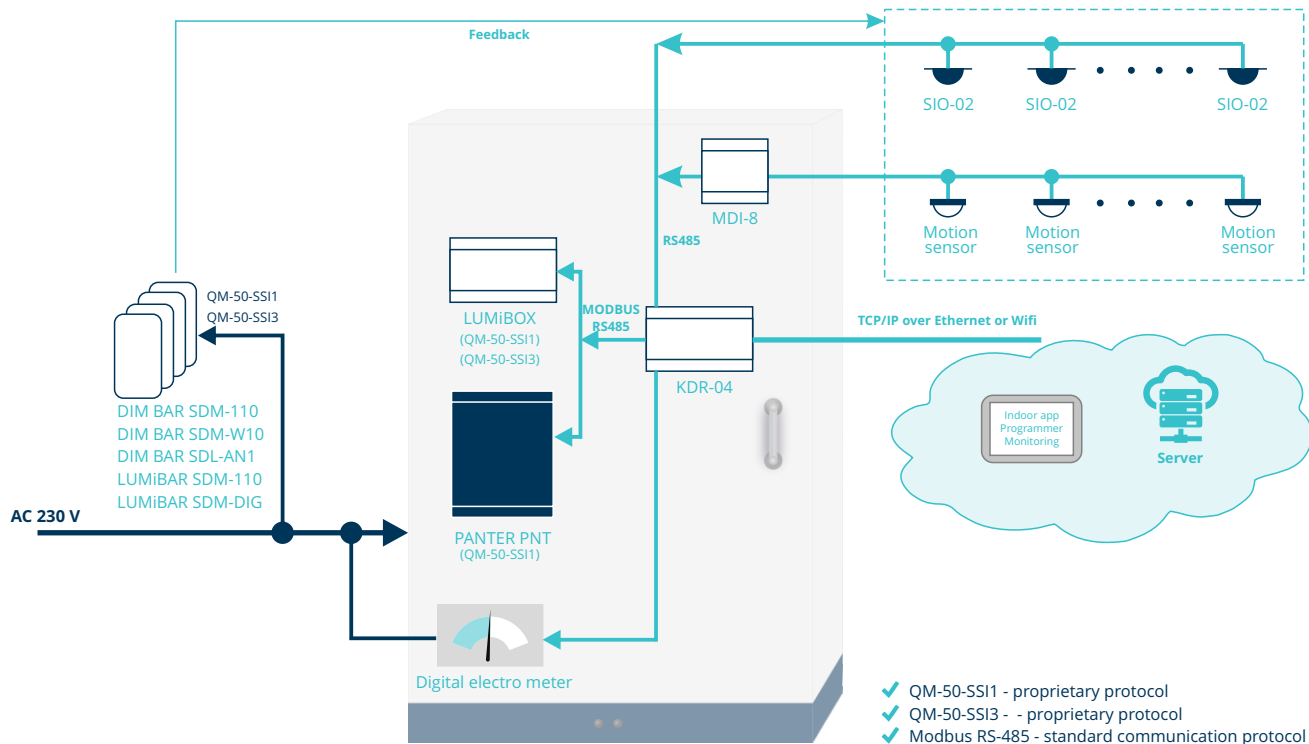 Feedback
SIO-02
SIO-02
SIO-02
MDI-8
Motion
sensor
Motion
sensor
Motion
sensor
RS485
QM-50-SSI1
QM-50-SSI3
LUMiBOX
(QM-50-SSI1)
(QM-50-SSI3)
MODBUS
RS485
TCP/IP over Ethernet or Wifi
KDR-04
DIM BAR SDM-110
DIM BAR SDM-W10
DIM BAR SDL-AN1
LUMiBAR SDM-110
LUMiBAR SDM-DIG
Indoor app
Programmer
Monitoring
Server
AC 230 V
PANTER PNT
(QM-50-SSI1)
Digital electro meter
QM-50-SSI1 - proprietary protocol
QM-50-SSI3 - - proprietary protocol
Modbus RS-485 - standard communication protocol